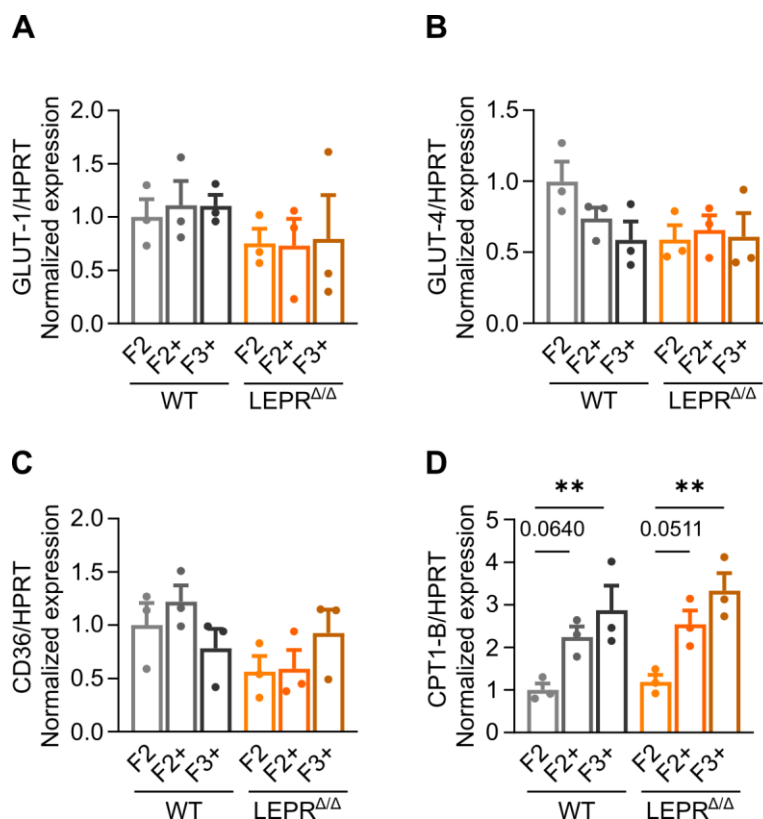 A
GLUT-1/HPRT
Normalized expression
2.0
1.5
1.0
0.5
0.0
F2 F2+ F3+ F2 F2+ F3+
WT LEPRΔ/Δ
B
GLUT-4/HPRT
Normalized expression
1.5
1.0
0.5
0.0
F2 F2+ F3+ F2 F2+ F3+
WT LEPRΔ/Δ
C
CD36/HPRT
Normalized expression
2.0
1.5
1.0
0.5
0.0
F2 F2+ F3+ F2 F2+ F3+
WT LEPRΔ/Δ
D
CPT1-B/HPRT
Normalized expression
** **
0.0640 0.0511
5
4
3
2
1
0
F2 F2+ F3+ F2 F2+ F3+
WT LEPRΔ/Δ